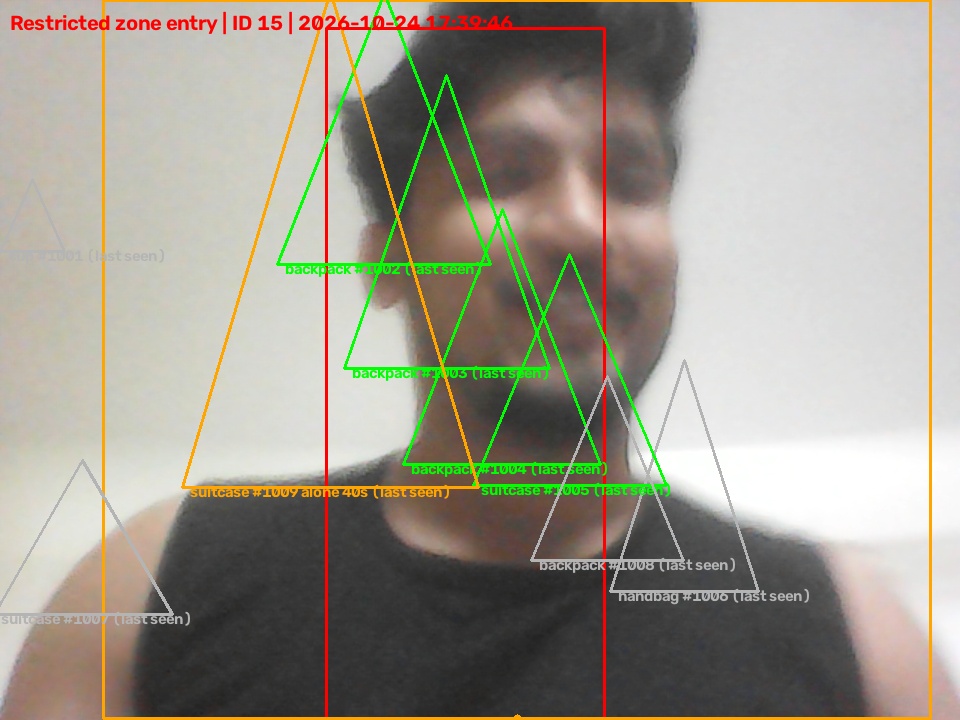 Restricted zone entry | ID 15 | 2026-10-24 17:39:46
#1001 (last seen)
backpack #1002 (last seen)
backpack #1003 (last seen)
backpack #1004 (last seen)
suitcase #1009 alone 40s (last seen)
suitcase #1005 (last seen)
backpack #1008 (last seen)
handbag #1006 (last seen)
suitcase #1007 (last seen)